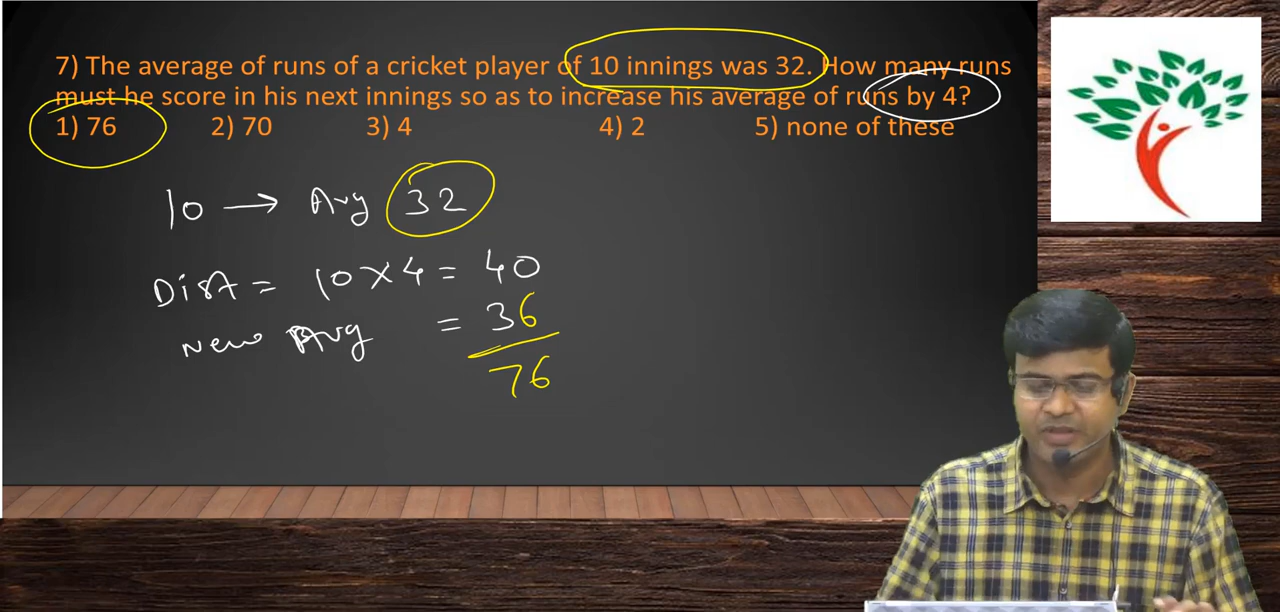 7) The average of runs of a cricket player of 10 innings was 32. How many runs
must he score in his next innings so as to increase his average of runs by 4?
1) 76 2) 70 3) 4 4) 2 5) none of these
10 → Avg 32
Dist = 10 × 4 = 40
New Avg = 36
76